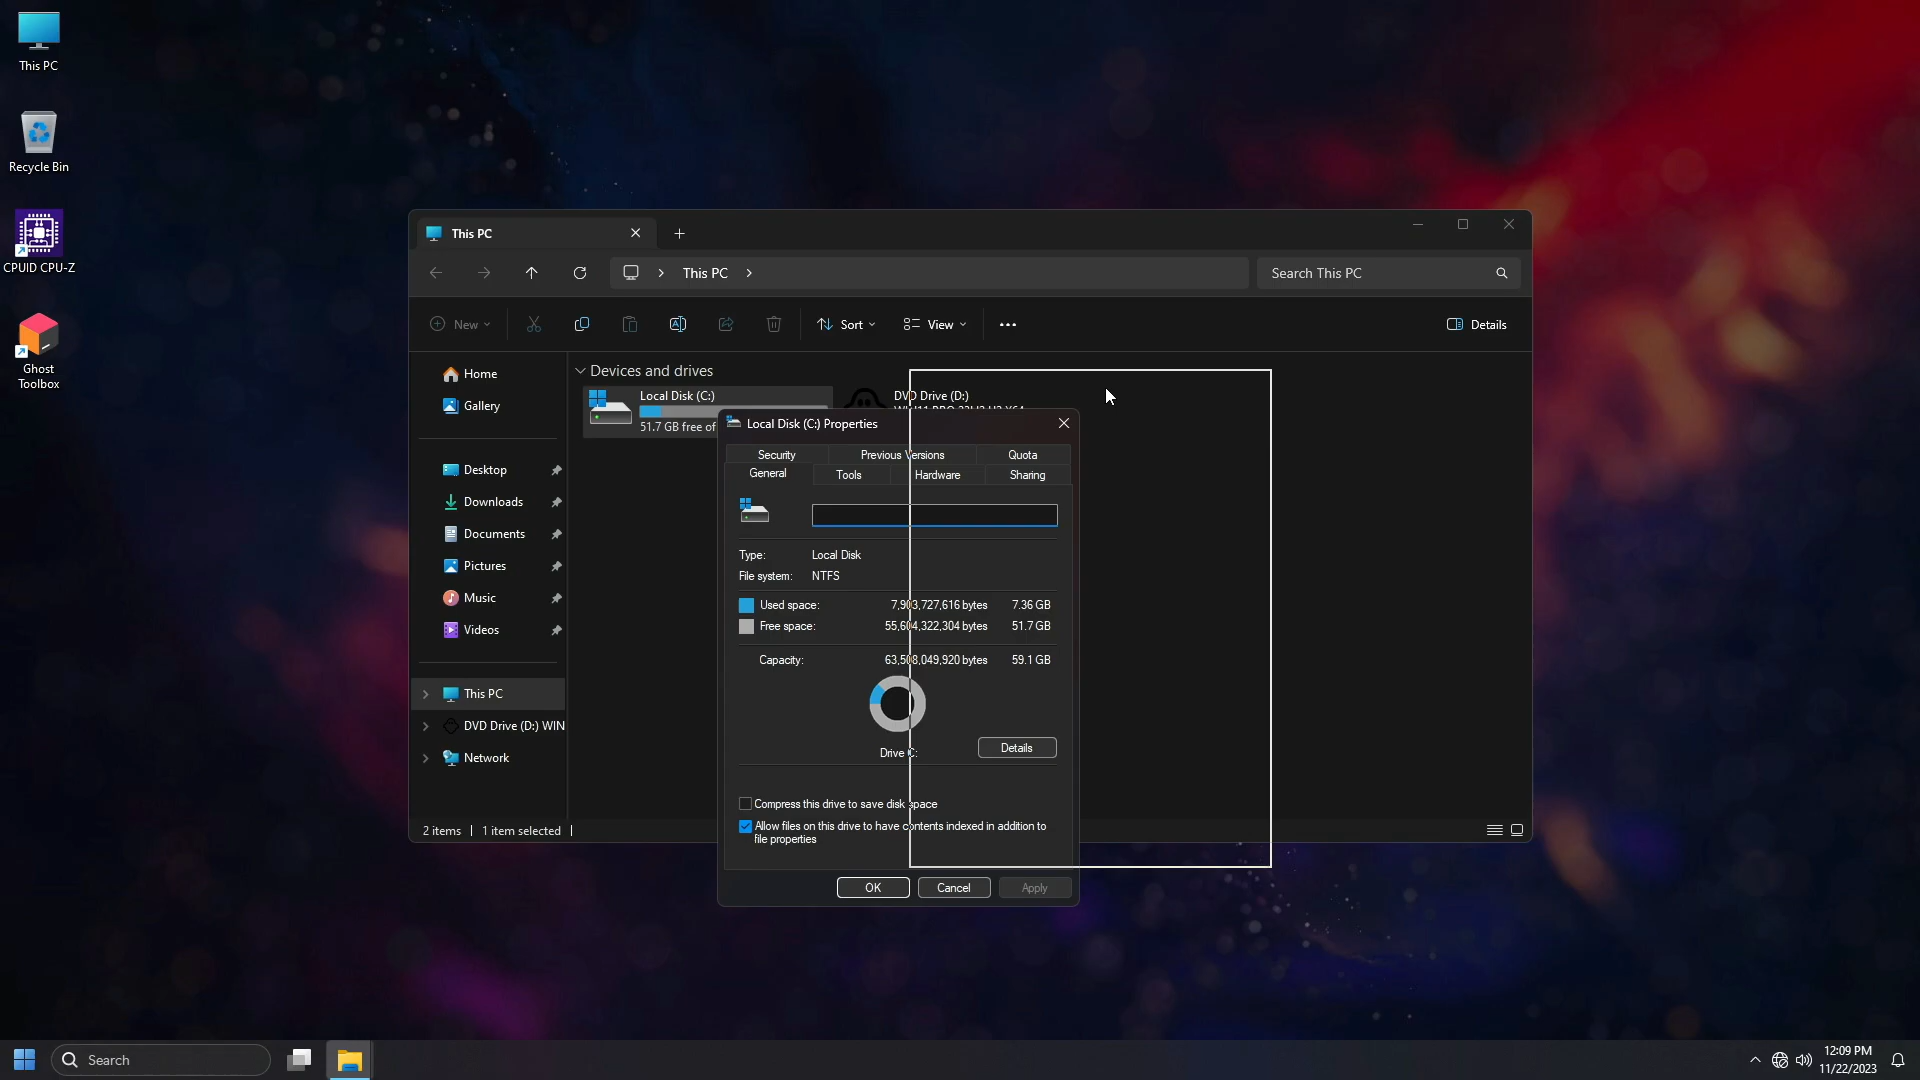 This PC
Recycle Bin
CPUID CPU-Z
Ghost
Toolbox
This PC
This PC
Search This PC
New
Sort
View
Details
Home
Gallery
Desktop
Downloads
Documents
Pictures
Music
Videos
This PC
DVD Drive (D:) WIN
Network
Devices and drives
Local Disk (C:)
51.7 GB free of
DVD Drive (D:)
Local Disk (C:) Properties
Security
Previous Versions
Quota
General
Tools
Hardware
Sharing
Type: Local Disk
File system: NTFS
Used space: 7,903,727,616 bytes 7.36 GB
Free space: 55,604,322,304 bytes 51.7 GB
Capacity: 63,508,049,920 bytes 59.1 GB
Drive C:
Details
Compress this drive to save disk space
Allow files on this drive to have contents indexed in addition to
file properties
OK
Cancel
Apply
2 items
1 item selected
Search
12:09 PM
11/22/2023